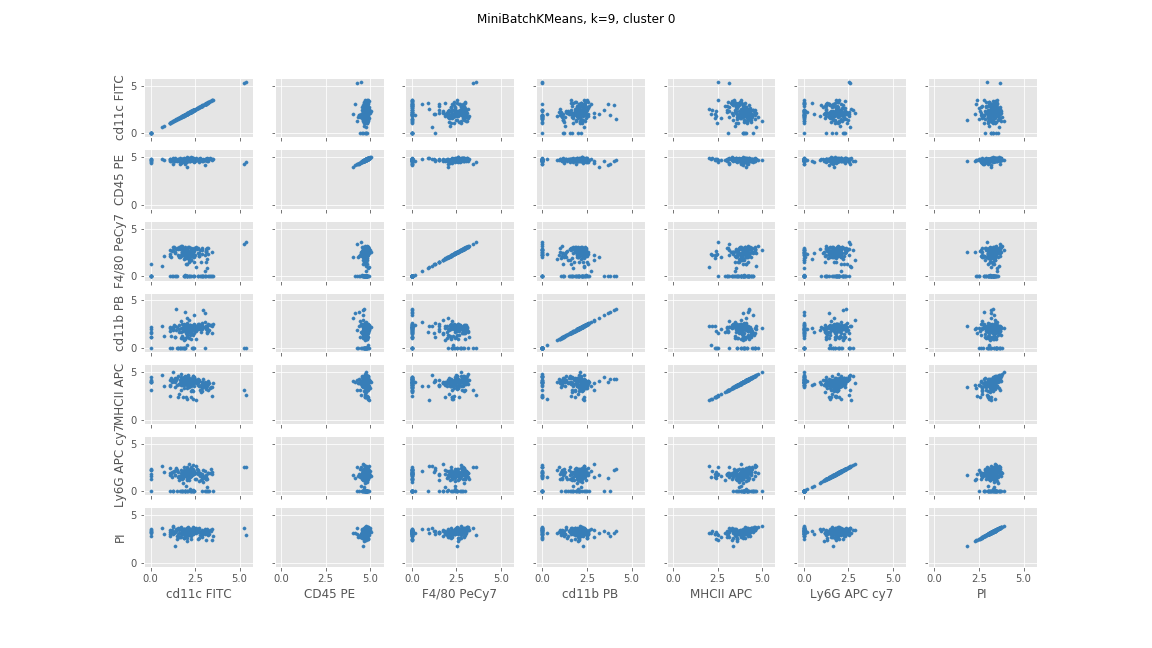 MiniBatchKMeans, k=9, cluster 0
cd11c FITC
5
0
CD45 PE
5
0
F4/80 PeCy7
5
0
cd11b PB
5
0
MHCII APC
5
0
Ly6G APC cy7
5
0
PI
5
0
0.0 2.5 5.0 0.0 2.5 5.0 0.0 2.5 5.0 0.0 2.5 5.0 0.0 2.5 5.0 0.0 2.5 5.0 0.0 2.5 5.0
cd11c FITC CD45 PE F4/80 PeCy7 cd11b PB MHCII APC Ly6G APC cy7 PI